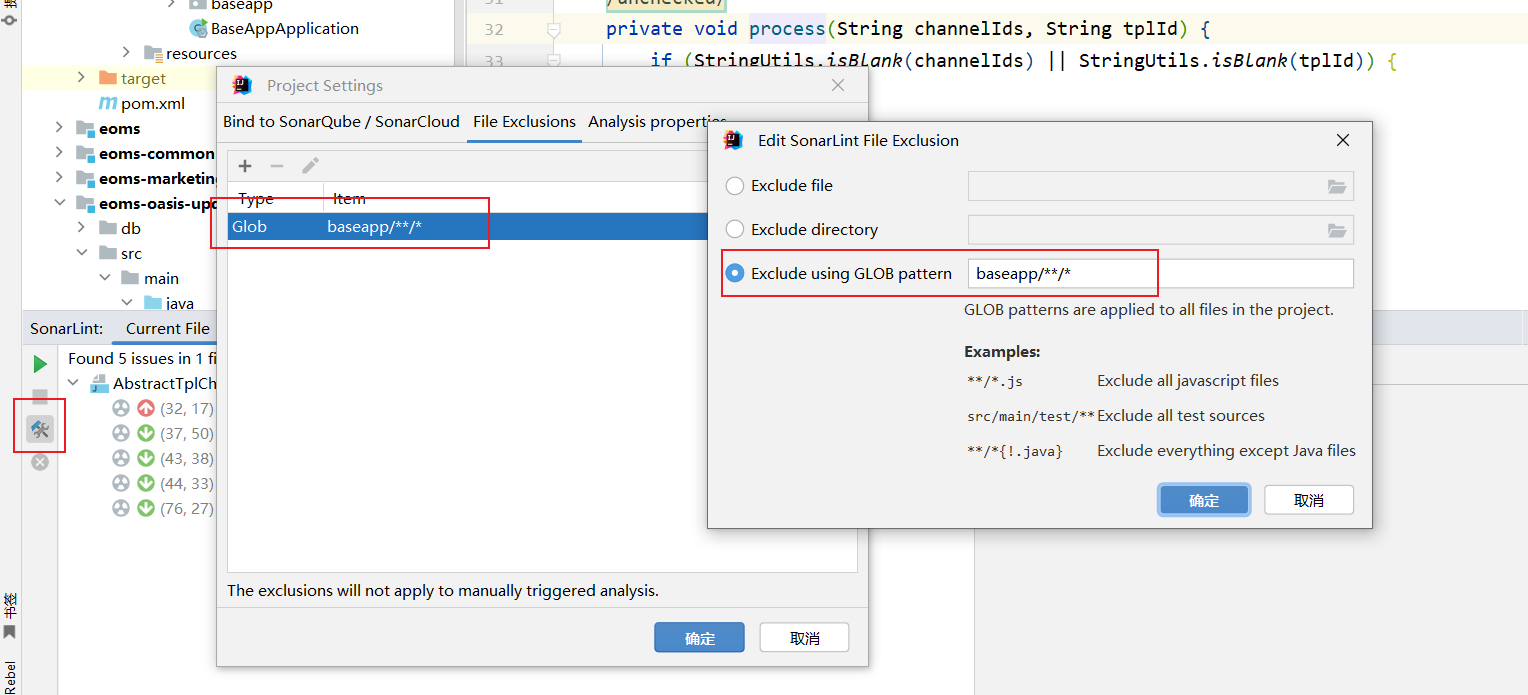 baseapp
BaseAppApplication
resources
target
pom.xml
eoms
eoms-common
eoms-marketing
eoms-oasis-upd
db
src
main
java
31
/unchecked/
32 private void process(String channelIds, String tplId) {
33 if (StringUtils.isBlank(channelIds) || StringUtils.isBlank(tplId)) {
Project Settings
Bind to SonarQube / SonarCloud File Exclusions Analysis properties
Type Item
Glob baseapp/**/*
The exclusions will not apply to manually triggered analysis.
确定 取消
Edit SonarLint File Exclusion
Exclude file
Exclude directory
Exclude using GLOB pattern baseapp/**/*
GLOB patterns are applied to all files in the project.
Examples:
**/*.js Exclude all javascript files
src/main/test/** Exclude all test sources
**/*{!.java} Exclude everything except Java files
确定 取消
SonarLint: Current File
Found 5 issues in 1 fi
AbstractTplCh
(32, 17)
(37, 50)
(43, 38)
(44, 33)
(76, 27)
书签
Rebel